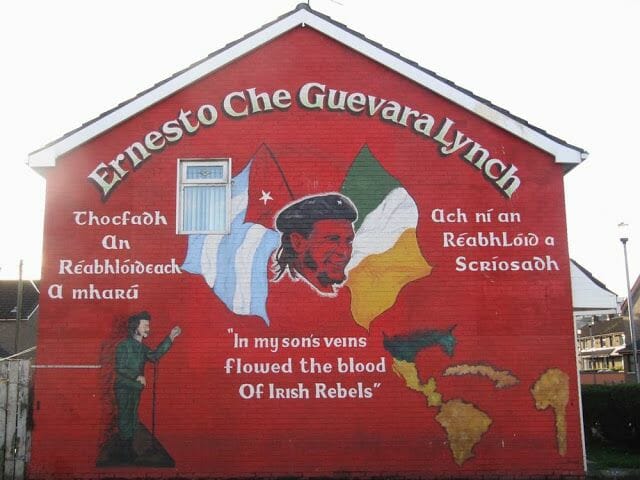 Ernesto Che Guevara Lynch
Thocfadh
An
Réabhlóideach
A mharú
Ach ní an
Réabhlóid a
Scríosadh
"In my son's veins
flowed the blood
Of Irish Rebels"